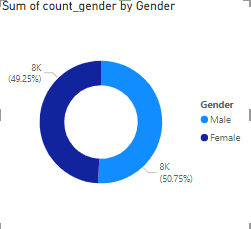 Sum of count_gender by Gender
8K
(49.25%)
Gender
Male
Female
8K
(50.75%)